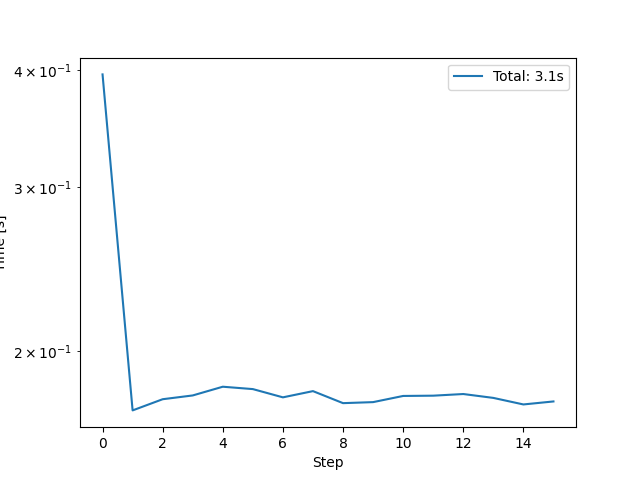 Total: 3.1s
4 × 10⁻¹
3 × 10⁻¹
2 × 10⁻¹
[s]
0 2 4 6 8 10 12 14
Step